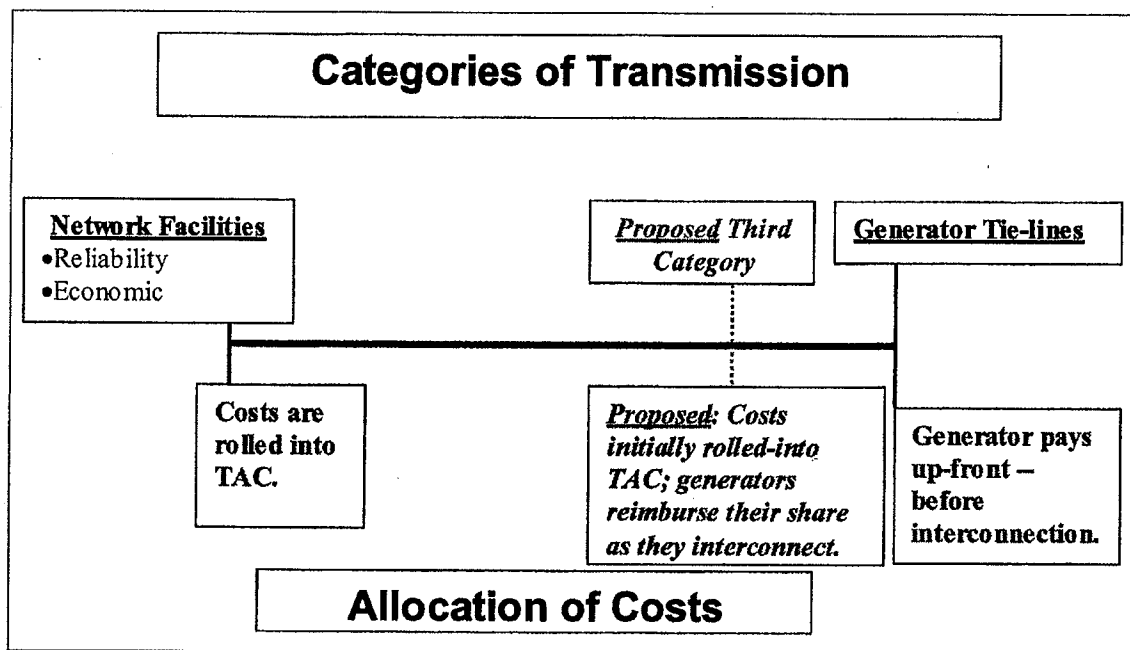 Categories of Transmission
Network Facilities
•Reliability
•Economic
Proposed Third
Category
Generator Tie-lines
Costs are
rolled into
TAC.
Proposed: Costs
initially rolled-into
TAC; generators
reimburse their share
as they interconnect.
Generator pays
up-front –
before
interconnection.
Allocation of Costs